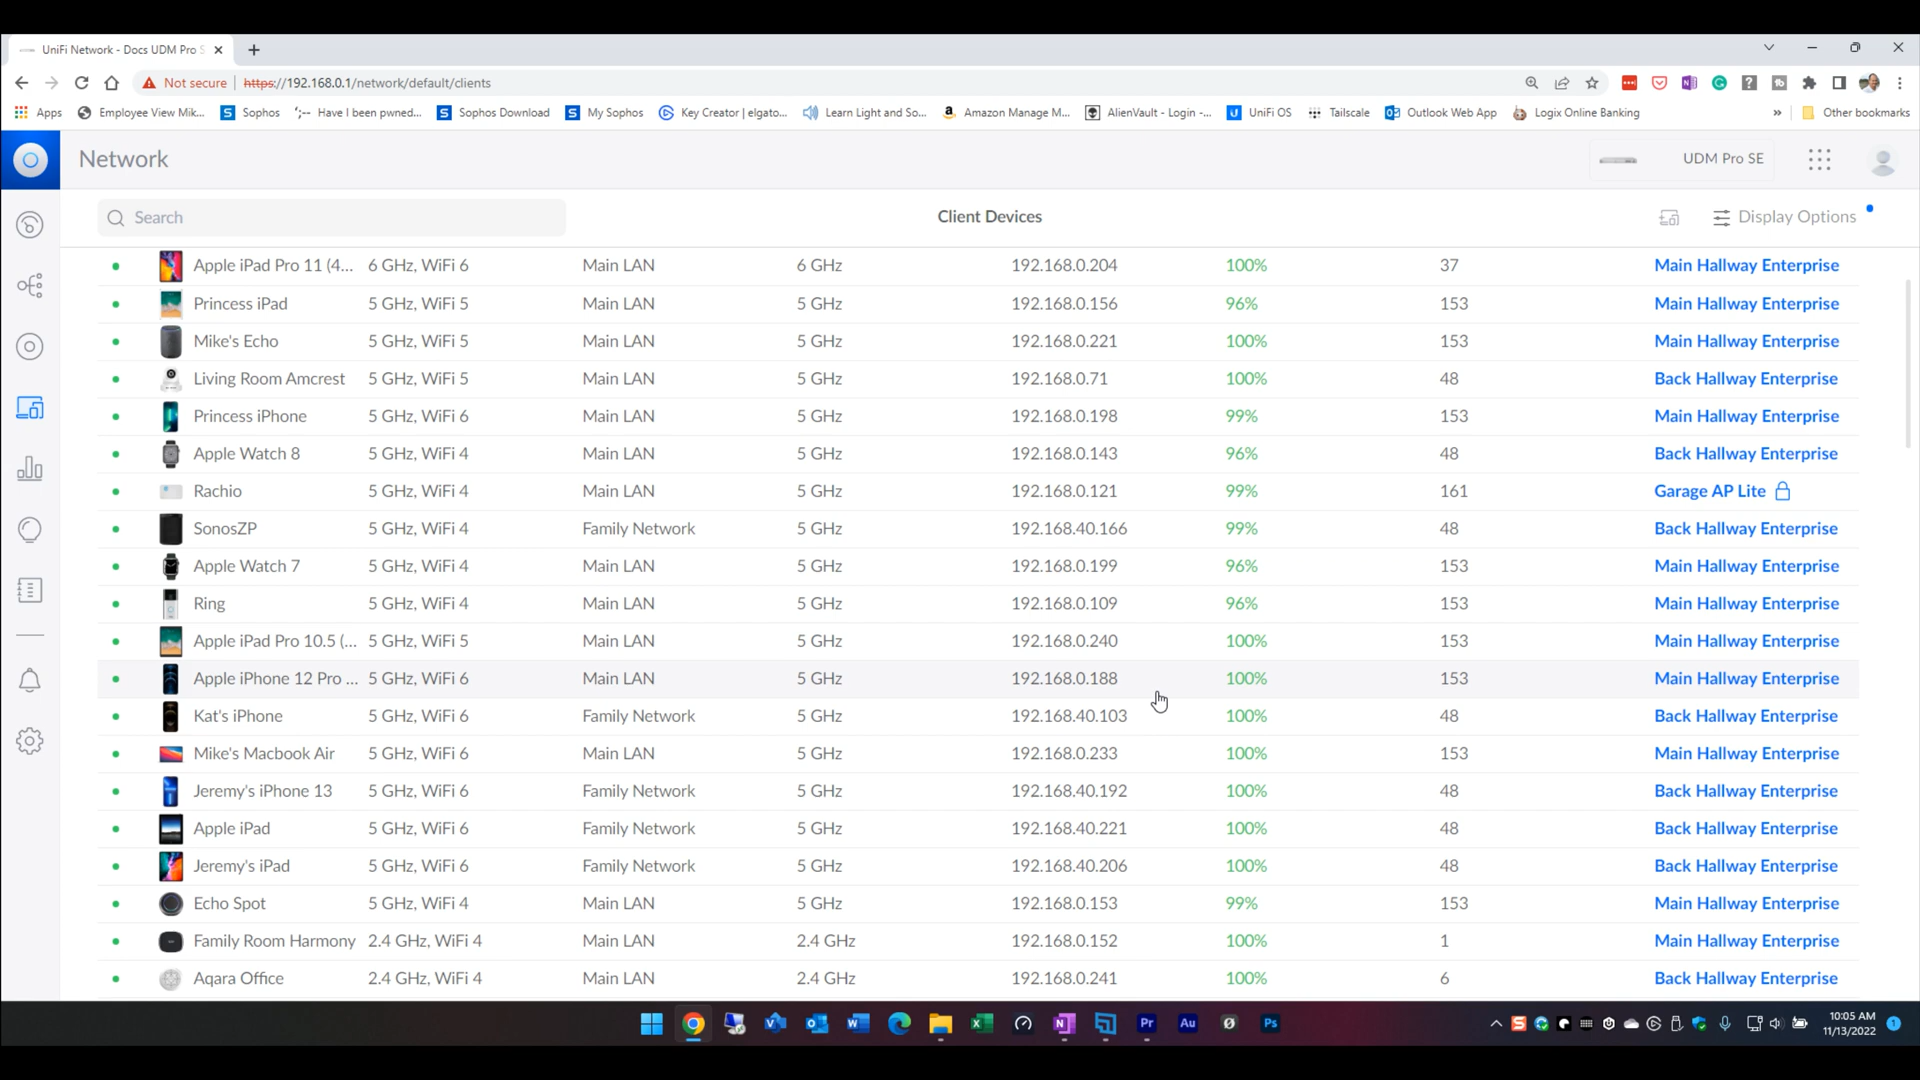 UniFi Network - Docs UDM Pro S
Not secure https://192.168.0.1/network/default/clients
Apps Employee View Mik... Sophos Have I been pwned... Sophos Download My Sophos Key Creator | elgato... Learn Light and So... Amazon Manage M... AlienVault - Login -... UniFi OS Tailscale Outlook Web App Logix Online Banking » Other bookmarks
Network UDM Pro SE
Search Client Devices Display Options
Apple iPad Pro 11 (4... 6 GHz, WiFi 6 Main LAN 6 GHz 192.168.0.204 100% 37 Main Hallway Enterprise
Princess iPad 5 GHz, WiFi 5 Main LAN 5 GHz 192.168.0.156 96% 153 Main Hallway Enterprise
Mike's Echo 5 GHz, WiFi 5 Main LAN 5 GHz 192.168.0.221 100% 153 Main Hallway Enterprise
Living Room Amcrest 5 GHz, WiFi 5 Main LAN 5 GHz 192.168.0.71 100% 48 Back Hallway Enterprise
Princess iPhone 5 GHz, WiFi 6 Main LAN 5 GHz 192.168.0.198 99% 153 Main Hallway Enterprise
Apple Watch 8 5 GHz, WiFi 4 Main LAN 5 GHz 192.168.0.143 96% 48 Back Hallway Enterprise
Rachio 5 GHz, WiFi 4 Main LAN 5 GHz 192.168.0.121 99% 161 Garage AP Lite
SonosZP 5 GHz, WiFi 4 Family Network 5 GHz 192.168.40.166 99% 48 Back Hallway Enterprise
Apple Watch 7 5 GHz, WiFi 4 Main LAN 5 GHz 192.168.0.199 96% 153 Main Hallway Enterprise
Ring 5 GHz, WiFi 4 Main LAN 5 GHz 192.168.0.109 96% 153 Main Hallway Enterprise
Apple iPad Pro 10.5 (... 5 GHz, WiFi 5 Main LAN 5 GHz 192.168.0.240 100% 153 Main Hallway Enterprise
Apple iPhone 12 Pro ... 5 GHz, WiFi 6 Main LAN 5 GHz 192.168.0.188 100% 153 Main Hallway Enterprise
Kat's iPhone 5 GHz, WiFi 6 Family Network 5 GHz 192.168.40.103 100% 48 Back Hallway Enterprise
Mike's Macbook Air 5 GHz, WiFi 6 Main LAN 5 GHz 192.168.0.233 100% 153 Main Hallway Enterprise
Jeremy's iPhone 13 5 GHz, WiFi 6 Family Network 5 GHz 192.168.40.192 100% 48 Back Hallway Enterprise
Apple iPad 5 GHz, WiFi 6 Family Network 5 GHz 192.168.40.221 100% 48 Back Hallway Enterprise
Jeremy's iPad 5 GHz, WiFi 6 Family Network 5 GHz 192.168.40.206 100% 48 Back Hallway Enterprise
Echo Spot 5 GHz, WiFi 4 Main LAN 5 GHz 192.168.0.153 99% 153 Main Hallway Enterprise
Family Room Harmony 2.4 GHz, WiFi 4 Main LAN 2.4 GHz 192.168.0.152 100% 1 Main Hallway Enterprise
Aqara Office 2.4 GHz, WiFi 4 Main LAN 2.4 GHz 192.168.0.241 100% 6 Back Hallway Enterprise
Pr Au Ps
10:05 AM
11/13/2022 1